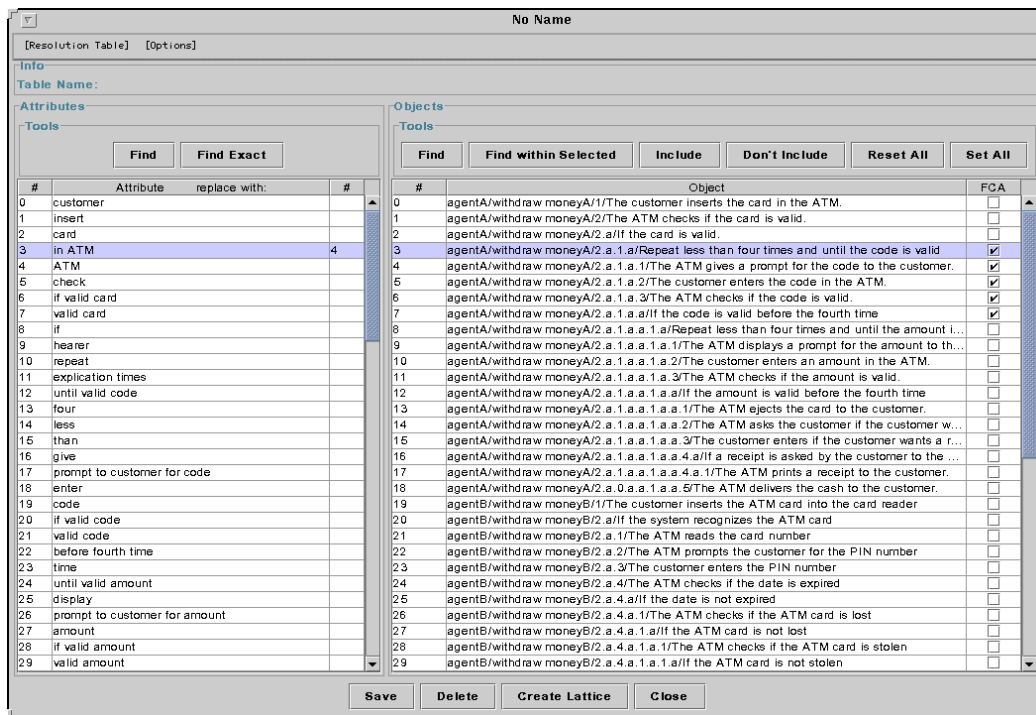 No Name
[Resolution Table] [Options]
Info
Table Name:
Attributes
Tools
Find Find Exact
# Attribute replace with: #
0 customer
1 insert
2 card
3 in ATM 4
4 ATM
5 check
6 if valid card
7 valid card
8 if
9 hearer
10 repeat
11 explication times
12 until valid code
13 four
14 less
15 than
16 give
17 prompt to customer for code
18 enter
19 code
20 if valid code
21 valid code
22 before fourth time
23 time
24 until valid amount
25 display
26 prompt to customer for amount
27 amount
28 if valid amount
29 valid amount
Objects
Tools
Find Find within Selected Include Don't Include Reset All Set All
# Object FCA
0 agentA/withdraw moneyA/1/The customer inserts the card in the ATM.
1 agentA/withdraw moneyA/2/The ATM checks if the card is valid.
2 agentA/withdraw moneyA/2.a/If the card is valid.
3 agentA/withdraw moneyA/2.a.1.a/Repeat less than four times and until the code is valid
4 agentA/withdraw moneyA/2.a.1.a.1/The ATM gives a prompt for the code to the customer.
5 agentA/withdraw moneyA/2.a.1.a.2/The customer enters the code in the ATM.
6 agentA/withdraw moneyA/2.a.1.a.3/The ATM checks if the code is valid.
7 agentA/withdraw moneyA/2.a.1.a.a/If the code is valid before the fourth time
8 agentA/withdraw moneyA/2.a.1.a.a.1.a/Repeat less than four times and until the amount i...
9 agentA/withdraw moneyA/2.a.1.a.a.1.a.1/The ATM displays a prompt for the amount to th...
10 agentA/withdraw moneyA/2.a.1.a.a.1.a.2/The customer enters an amount in the ATM.
11 agentA/withdraw moneyA/2.a.1.a.a.1.a.3/The ATM checks if the amount is valid.
12 agentA/withdraw moneyA/2.a.1.a.a.1.a.a/If the amount is valid before the fourth time
13 agentA/withdraw moneyA/2.a.1.a.a.1.a.a.1/The ATM ejects the card to the customer.
14 agentA/withdraw moneyA/2.a.1.a.a.1.a.a.2/The ATM asks the customer if the customer w...
15 agentA/withdraw moneyA/2.a.1.a.a.1.a.a.3/The customer enters if the customer wants a r...
16 agentA/withdraw moneyA/2.a.1.a.a.1.a.a.4.a/If a receipt is asked by the customer to the ...
17 agentA/withdraw moneyA/2.a.1.a.a.1.a.a.4.a.1/The ATM prints a receipt to the customer.
18 agentA/withdraw moneyA/2.a.0.a.a.1.a.a.5/The ATM delivers the cash to the customer.
19 agentB/withdraw moneyB/1/The customer inserts the ATM card into the card reader
20 agentB/withdraw moneyB/2.a/If the system recognizes the ATM card
21 agentB/withdraw moneyB/2.a.1/The ATM reads the card number
22 agentB/withdraw moneyB/2.a.2/The ATM prompts the customer for the PIN number
23 agentB/withdraw moneyB/2.a.3/The customer enters the PIN number
24 agentB/withdraw moneyB/2.a.4/The ATM checks if the date is expired
25 agentB/withdraw moneyB/2.a.4.a/If the date is not expired
26 agentB/withdraw moneyB/2.a.4.a.1/The ATM checks if the ATM card is lost
27 agentB/withdraw moneyB/2.a.4.a.1.a/If the ATM card is not lost
28 agentB/withdraw moneyB/2.a.4.a.1.a.1/The ATM checks if the ATM card is stolen
29 agentB/withdraw moneyB/2.a.4.a.1.a.1.a/If the ATM card is not stolen
Save Delete Create Lattice Close